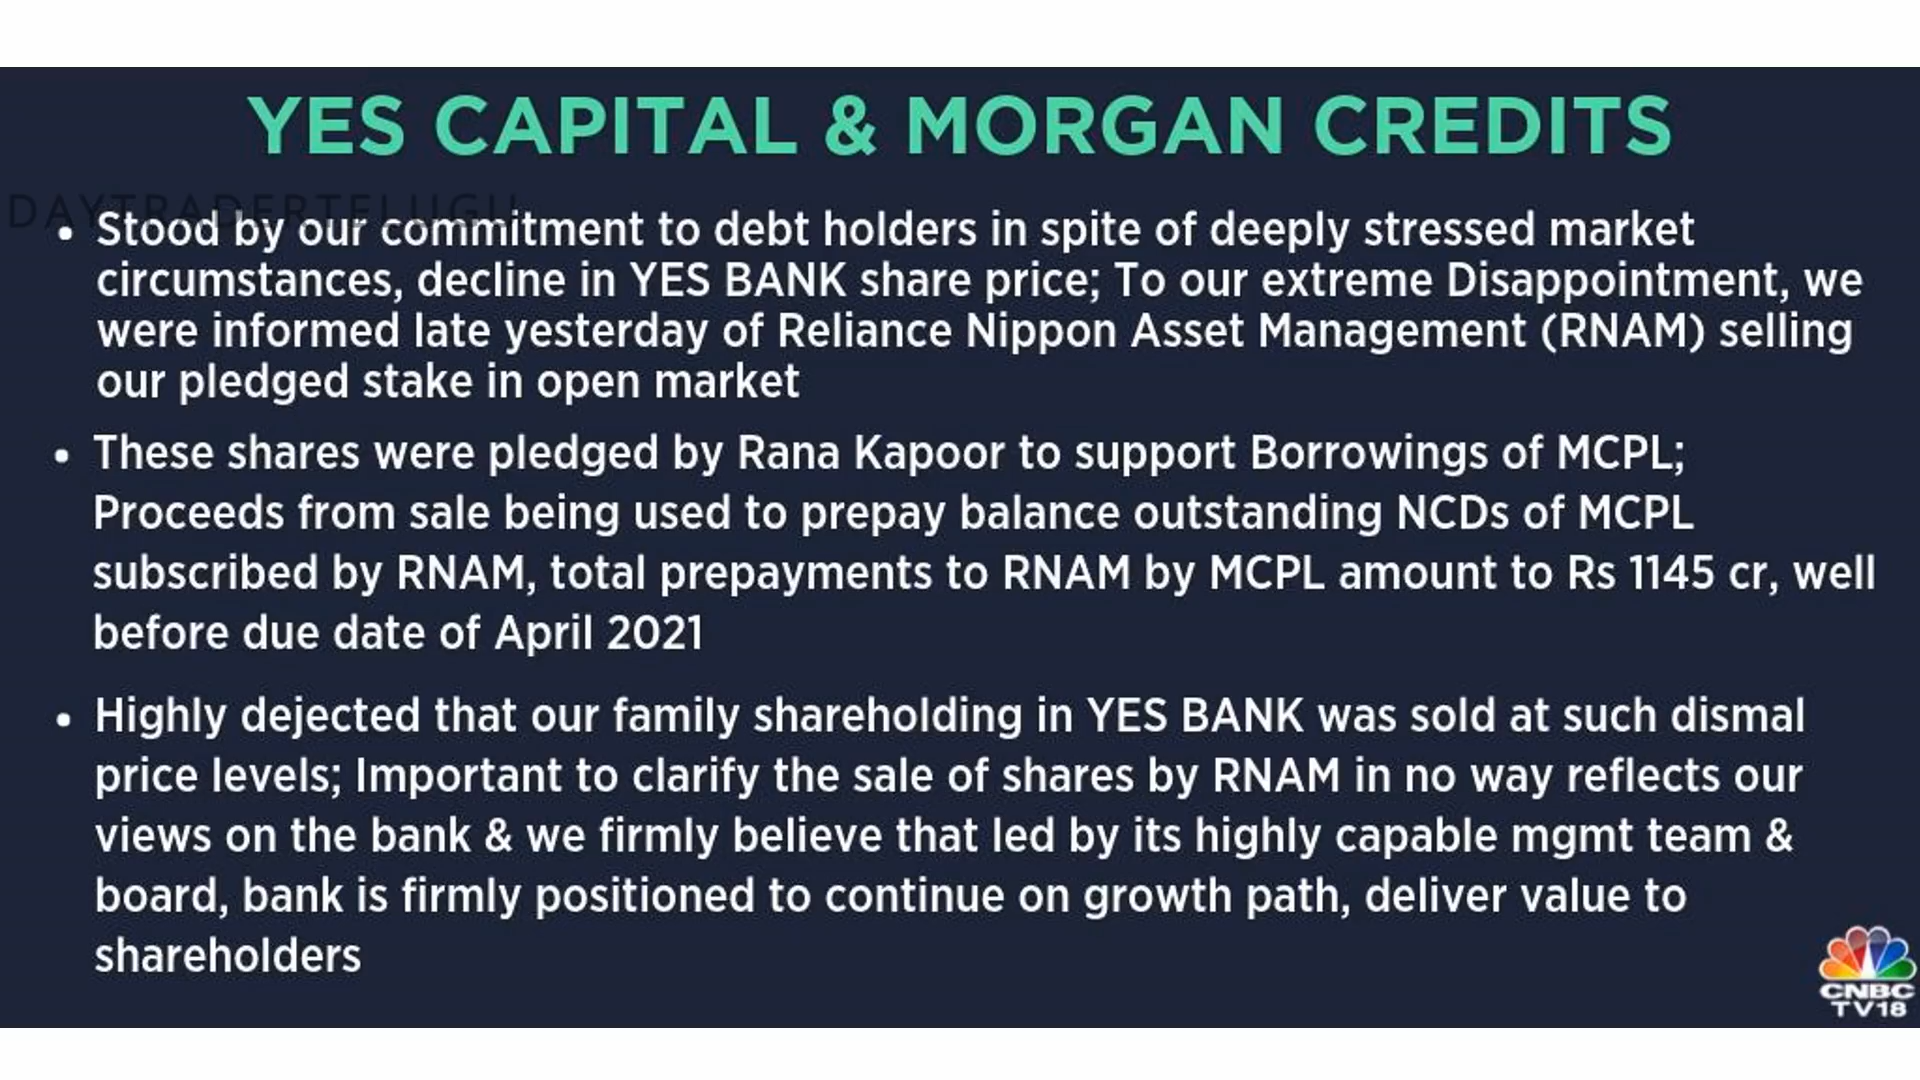 YES CAPITAL & MORGAN CREDITS
DAYTRADERTELUGU
• Stood by our commitment to debt holders in spite of deeply stressed market
circumstances, decline in YES BANK share price; To our extreme Disappointment, we
were informed late yesterday of Reliance Nippon Asset Management (RNAM) selling
our pledged stake in open market
• These shares were pledged by Rana Kapoor to support Borrowings of MCPL;
Proceeds from sale being used to prepay balance outstanding NCDs of MCPL
subscribed by RNAM, total prepayments to RNAM by MCPL amount to Rs 1145 cr, well
before due date of April 2021
• Highly dejected that our family shareholding in YES BANK was sold at such dismal
price levels; Important to clarify the sale of shares by RNAM in no way reflects our
views on the bank & we firmly believe that led by its highly capable mgmt team &
board, bank is firmly positioned to continue on growth path, deliver value to
shareholders
CNBC
TV18